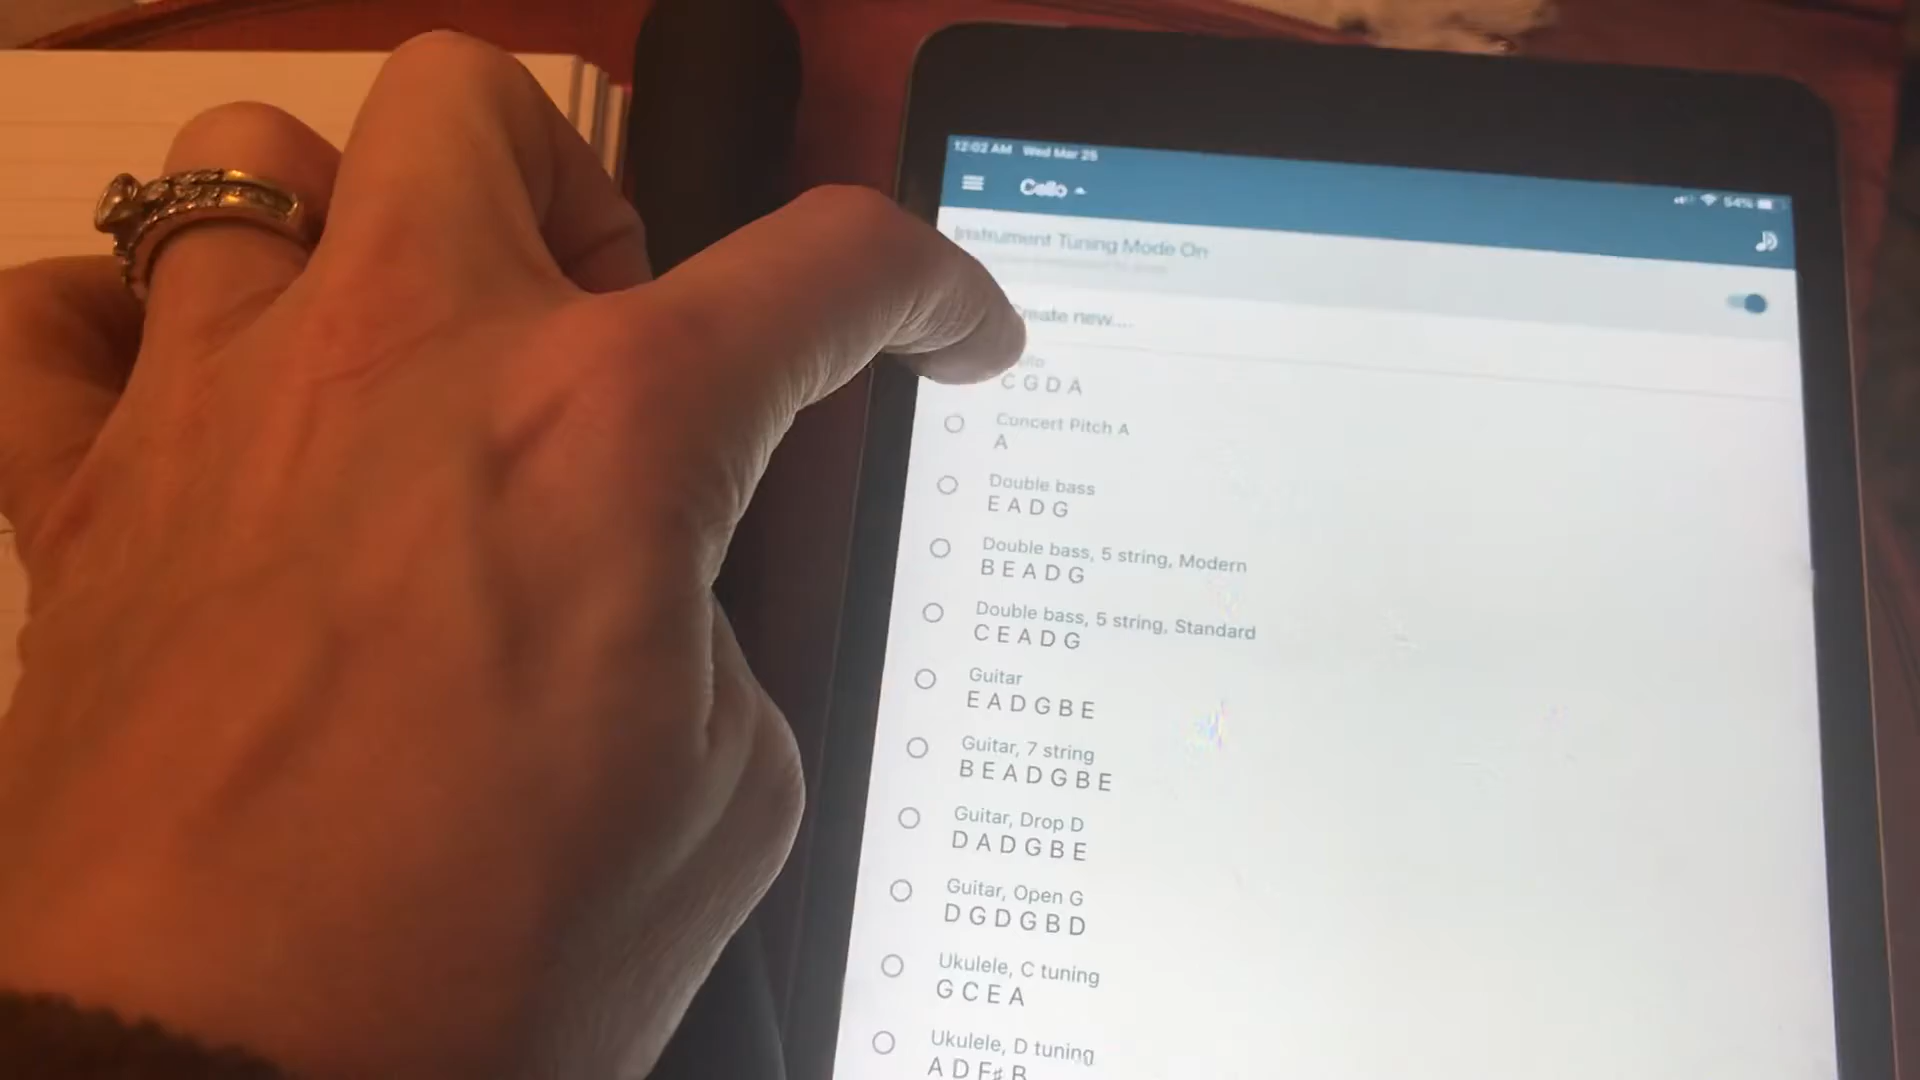 12:02 AM Wed Mar 25
54%
Cello
Instrument Tuning Mode On
Create new....
C G D A
Concert Pitch A
A
Double bass
E A D G
Double bass, 5 string, Modern
B E A D G
Double bass, 5 string, Standard
C E A D G
Guitar
E A D G B E
Guitar, 7 string
B E A D G B E
Guitar, Drop D
D A D G B E
Guitar, Open G
D G D G B D
Ukulele, C tuning
G C E A
Ukulele, D tuning
A D F♯ B